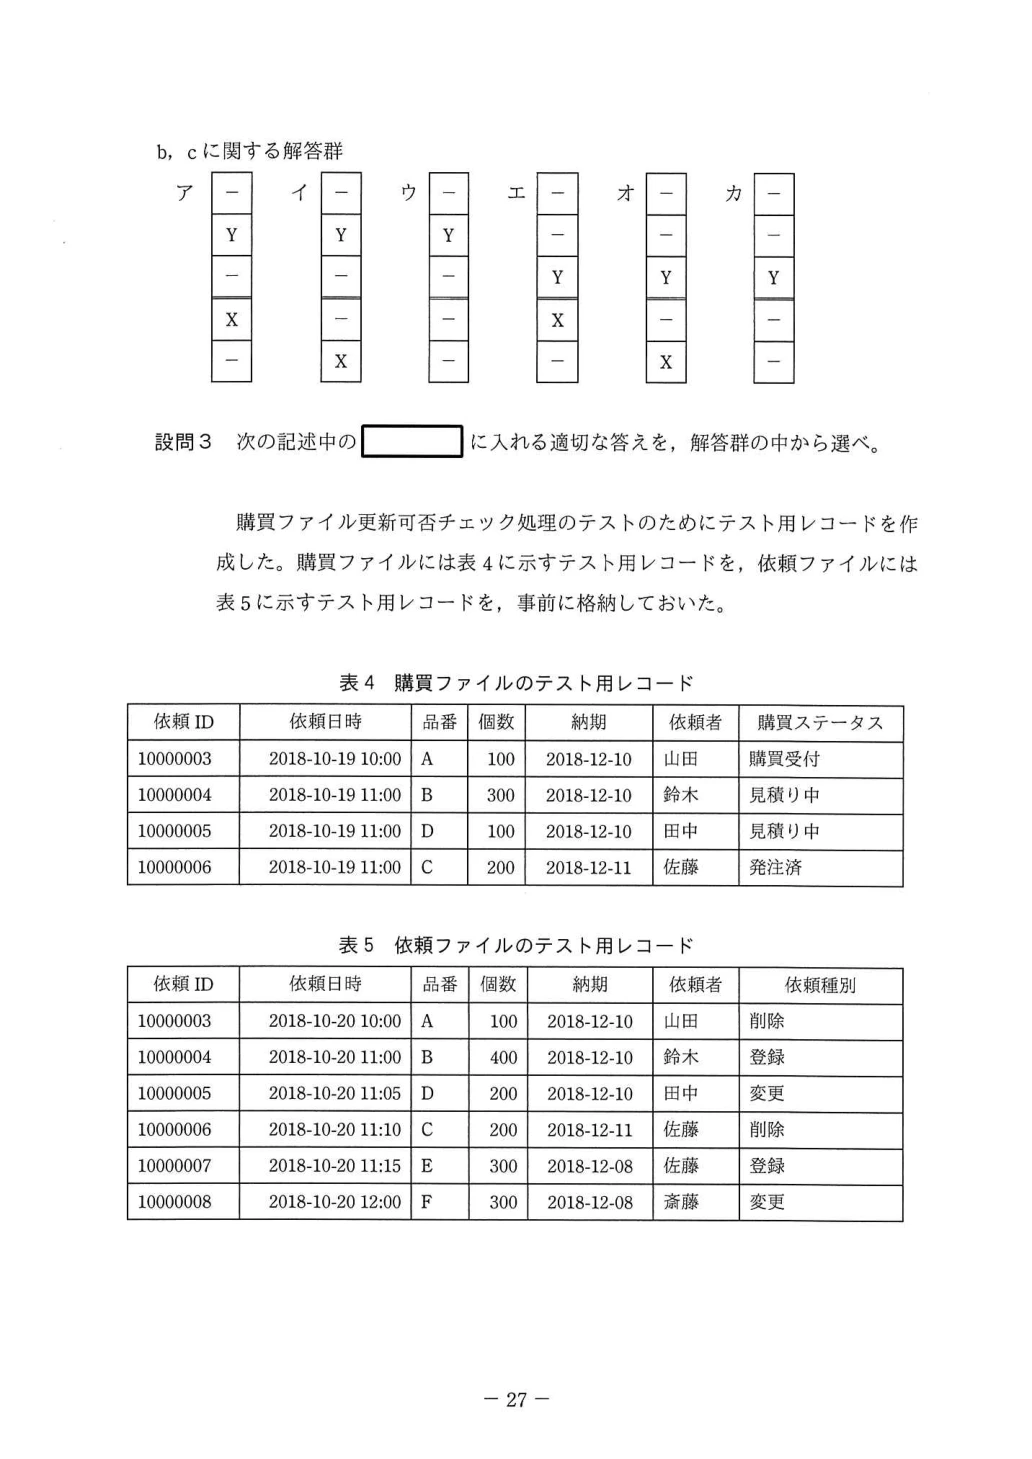 b，cに関する解答群
ア － イ － ウ － エ － オ － カ －
Y Y Y － － －
－ － － Y Y Y
X － － X － －
－ X － － X －
設問3　次の記述中の　　　　に入れる適切な答えを，解答群の中から選べ。
購買ファイル更新可否チェック処理のテストのためにテスト用レコードを作
成した。購買ファイルには表4に示すテスト用レコードを，依頼ファイルには
表5に示すテスト用レコードを，事前に格納しておいた。
表4　購買ファイルのテスト用レコード
依頼ID 依頼日時 品番 個数 納期 依頼者 購買ステータス
10000003 2018-10-19 10:00 A 100 2018-12-10 山田 購買受付
10000004 2018-10-19 11:00 B 300 2018-12-10 鈴木 見積り中
10000005 2018-10-19 11:00 D 100 2018-12-10 田中 見積り中
10000006 2018-10-19 11:00 C 200 2018-12-11 佐藤 発注済
表5　依頼ファイルのテスト用レコード
依頼ID 依頼日時 品番 個数 納期 依頼者 依頼種別
10000003 2018-10-20 10:00 A 100 2018-12-10 山田 削除
10000004 2018-10-20 11:00 B 400 2018-12-10 鈴木 登録
10000005 2018-10-20 11:05 D 200 2018-12-10 田中 変更
10000006 2018-10-20 11:10 C 200 2018-12-11 佐藤 削除
10000007 2018-10-20 11:15 E 300 2018-12-08 佐藤 登録
10000008 2018-10-20 12:00 F 300 2018-12-08 斎藤 変更
－ 27 －